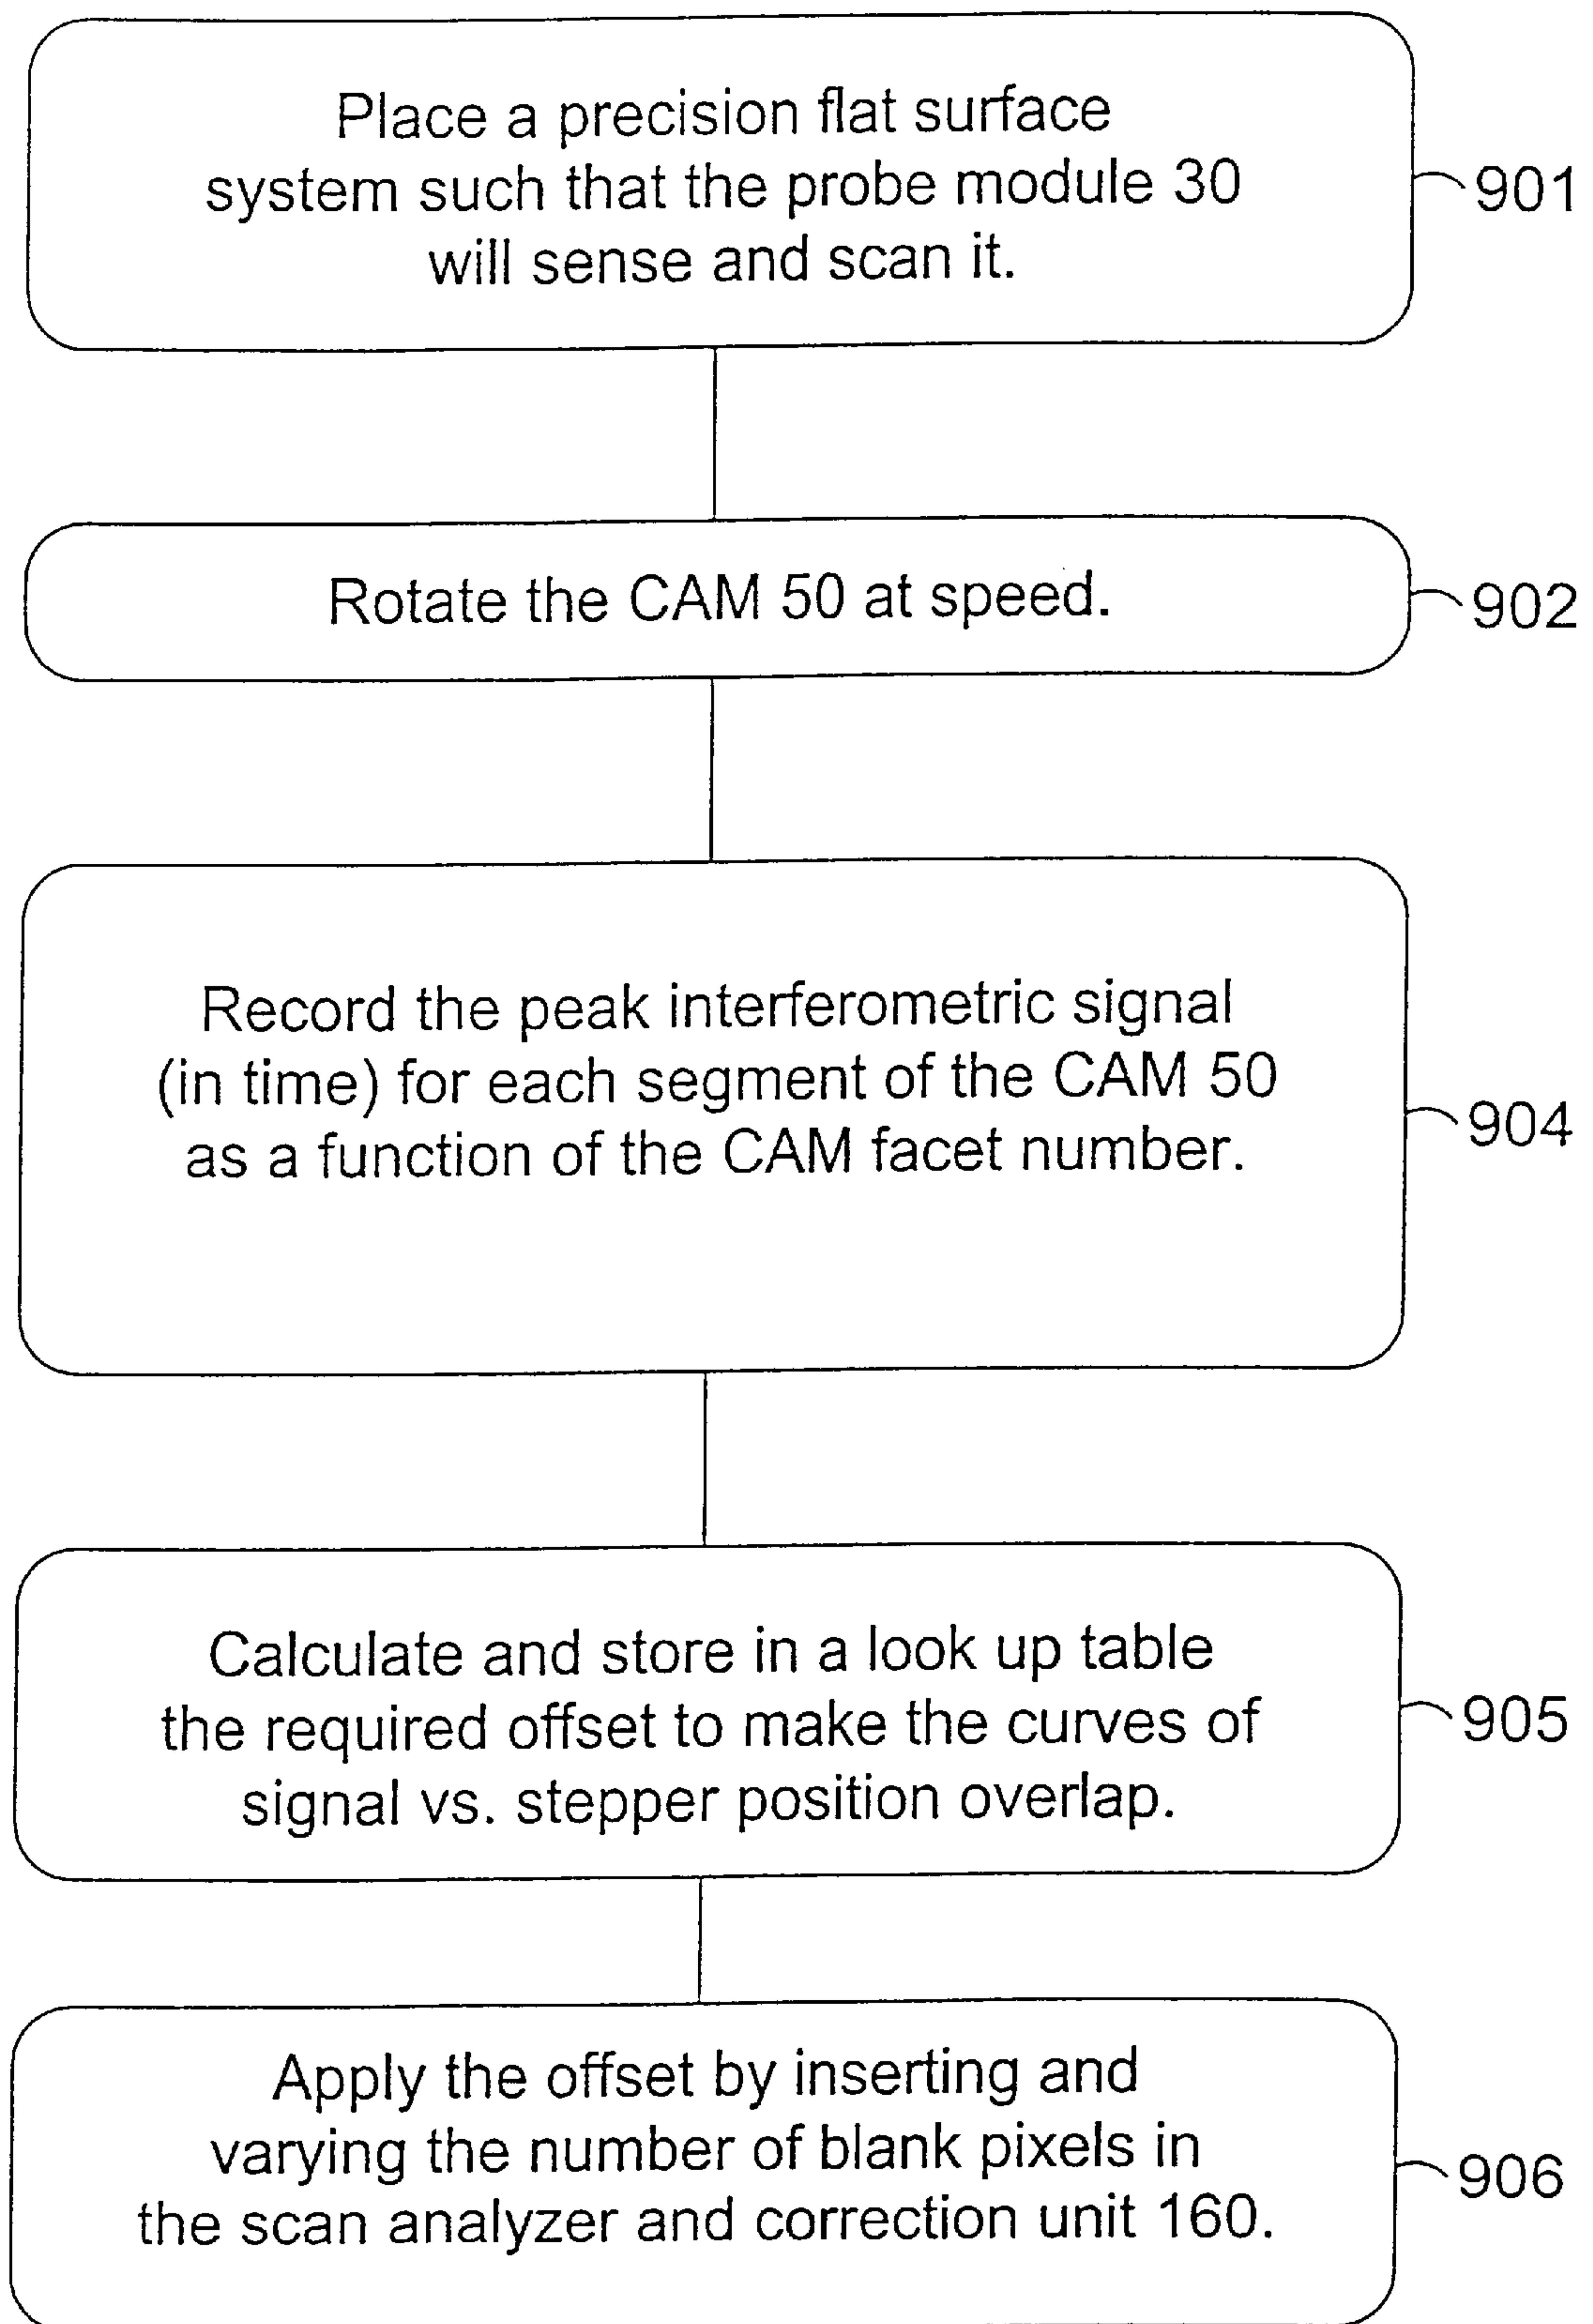 Place a precision flat surface
system such that the probe module 30
will sense and scan it.
901
Rotate the CAM 50 at speed.
902
Record the peak interferometric signal
(in time) for each segment of the CAM 50
as a function of the CAM facet number.
904
Calculate and store in a look up table
the required offset to make the curves of
signal vs. stepper position overlap.
905
Apply the offset by inserting and
varying the number of blank pixels in
the scan analyzer and correction unit 160.
906